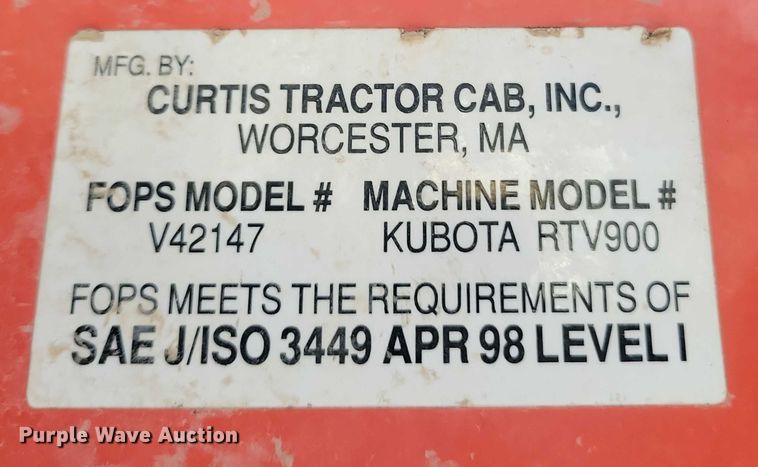 MFG. BY:
CURTIS TRACTOR CAB, INC.,
WORCESTER, MA
FOPS MODEL # MACHINE MODEL #
V42147 KUBOTA RTV900
FOPS MEETS THE REQUIREMENTS OF
SAE J/ISO 3449 APR 98 LEVEL I
Purple Wave Auction